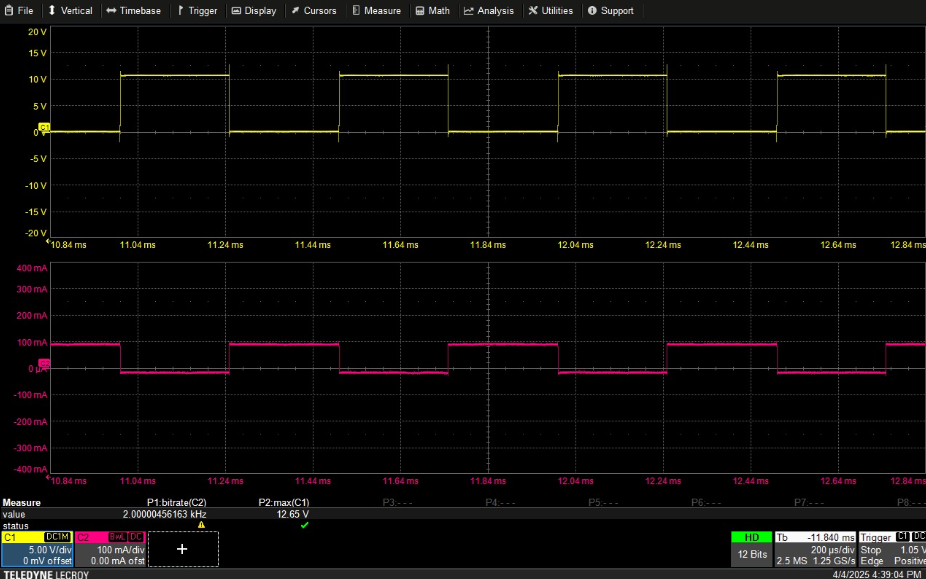 File Vertical Timebase Trigger Display Cursors Measure Math Analysis Utilities Support
20 V
15 V
10 V
5 V
C1 0 V
-5 V
-10 V
-15 V
-20 V
10.84 ms 11.04 ms 11.24 ms 11.44 ms 11.64 ms 11.84 ms 12.04 ms 12.24 ms 12.44 ms 12.64 ms 12.84 ms
400 mA
300 mA
200 mA
100 mA
C2
0 µA
-100 mA
-200 mA
-300 mA
-400 mA
10.84 ms 11.04 ms 11.24 ms 11.44 ms 11.64 ms 11.84 ms 12.04 ms 12.24 ms 12.44 ms 12.64 ms 12.84 ms
Measure P1:bitrate(C2) P2:max(C1) P3:- - - P4:- - - P5:- - - P6:- - - P7:- - - P8:- - -
value 2.00000456163 kHz 12.65 V
status
C1 DC1M C2 BwL DC HD Tb -11.840 ms Trigger C1 DC
5.00 V/div 100 mA/div + 12 Bits 200 µs/div Stop 1.05 V
0 mV offset 0.00 mA ofst 2.5 MS 1.25 GS/s Edge Positive
TELEDYNE LECROY 4/4/2025 4:39:04 PM